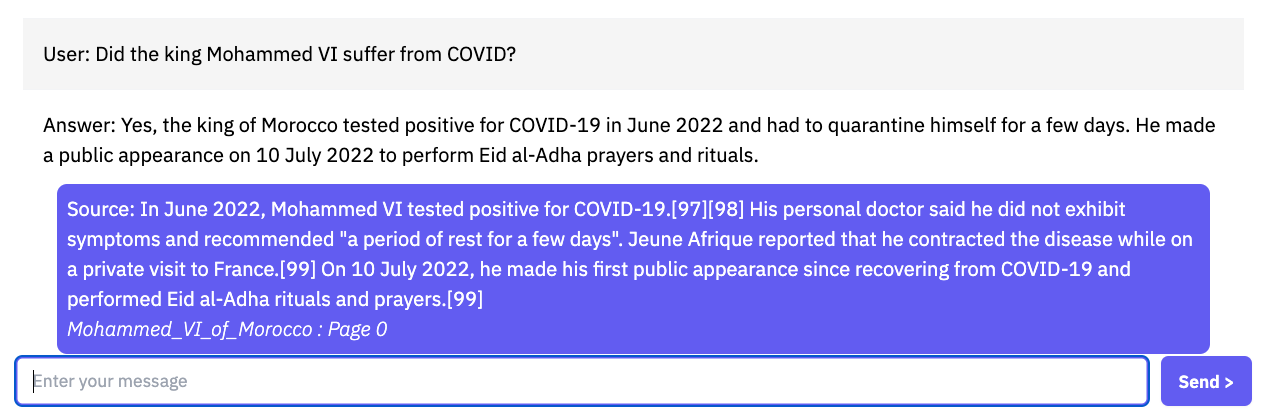 User: Did the king Mohammed VI suffer from COVID?
Answer: Yes, the king of Morocco tested positive for COVID-19 in June 2022 and had to quarantine himself for a few days. He made
a public appearance on 10 July 2022 to perform Eid al-Adha prayers and rituals.
Source: In June 2022, Mohammed VI tested positive for COVID-19.[97][98] His personal doctor said he did not exhibit
symptoms and recommended "a period of rest for a few days". Jeune Afrique reported that he contracted the disease while on
a private visit to France.[99] On 10 July 2022, he made his first public appearance since recovering from COVID-19 and
performed Eid al-Adha rituals and prayers.[99]
Mohammed_VI_of_Morocco : Page 0
Enter your message
Send >